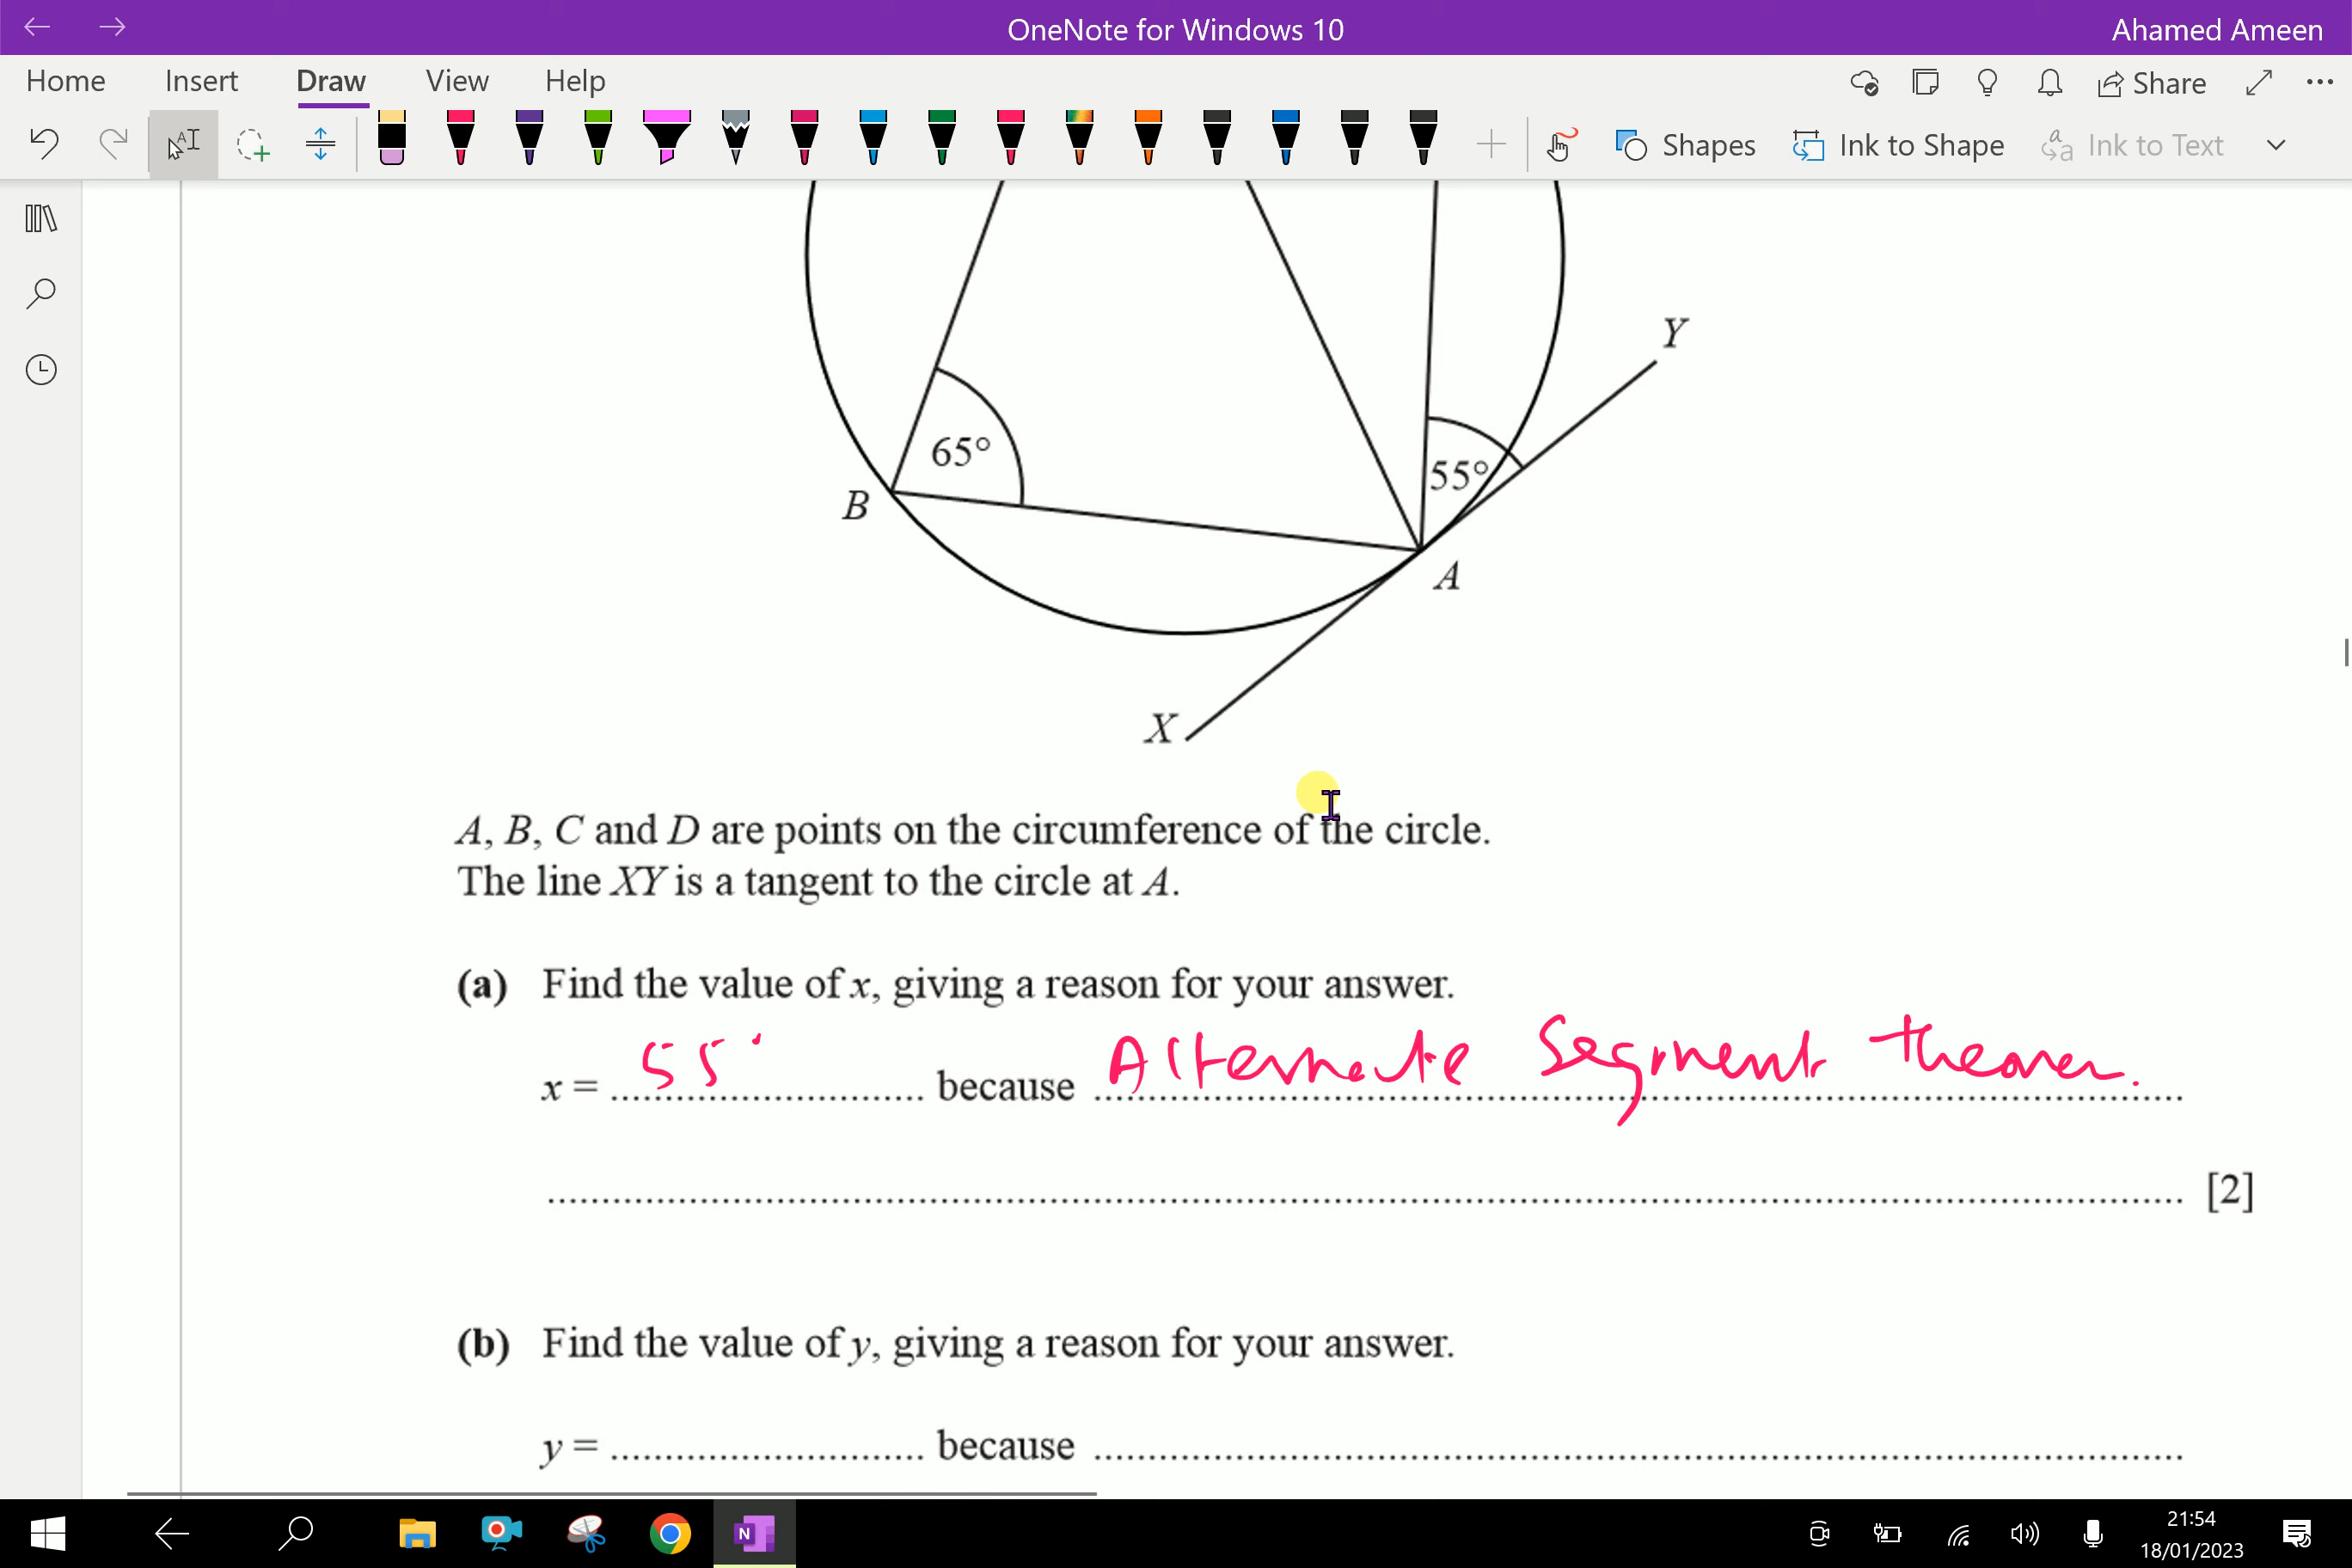 OneNote for Windows 10
Ahamed Ameen
Home Insert Draw View Help
Share
Shapes Ink to Shape Ink to Text
Y
65°
55°
B
A
X
A, B, C and D are points on the circumference of the circle.
The line XY is a tangent to the circle at A.
(a) Find the value of x, giving a reason for your answer.
x = 55° because Alternate Segment theorem.
[2]
(b) Find the value of y, giving a reason for your answer.
y = because
21:54
18/01/2023